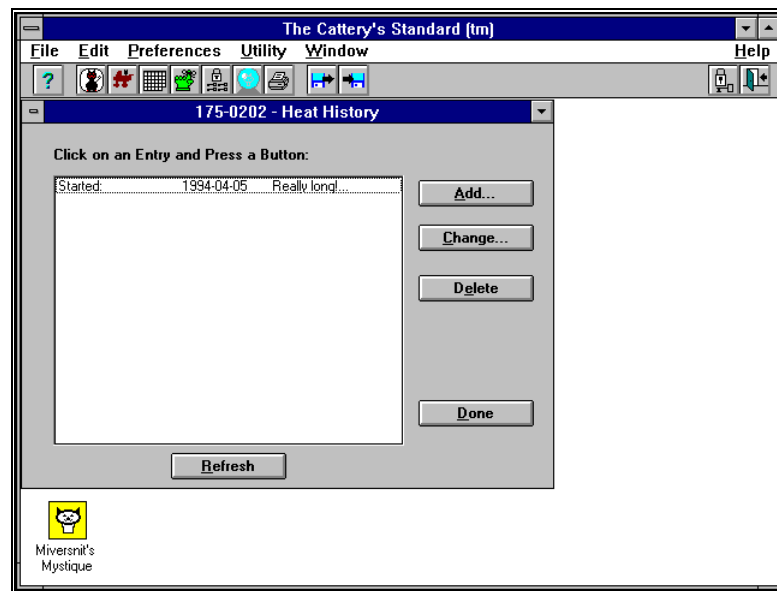 The Cattery's Standard (tm)
File Edit Preferences Utility Window Help
?
175-0202 - Heat History
Click on an Entry and Press a Button:
Started: 1994-04-05 Really long!...
Add...
Change...
Delete
Done
Refresh
Miversnit's
Mystique